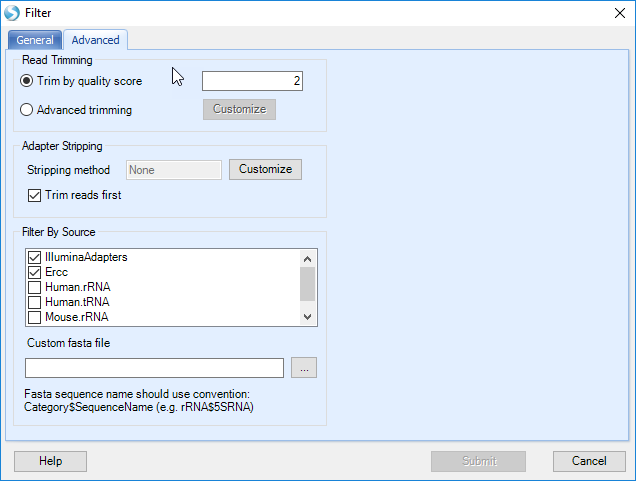 Filter
General
Advanced
Read Trimming
Trim by quality score
2
Advanced trimming
Customize
Adapter Stripping
Stripping method
None
Customize
Trim reads first
Filter By Source
IlluminaAdapters
Ercc
Human.rRNA
Human.tRNA
Mouse.rRNA
Custom fasta file
...
Fasta sequence name should use convention:
Category$SequenceName (e.g. rRNA$5SRNA)
Help
Submit
Cancel